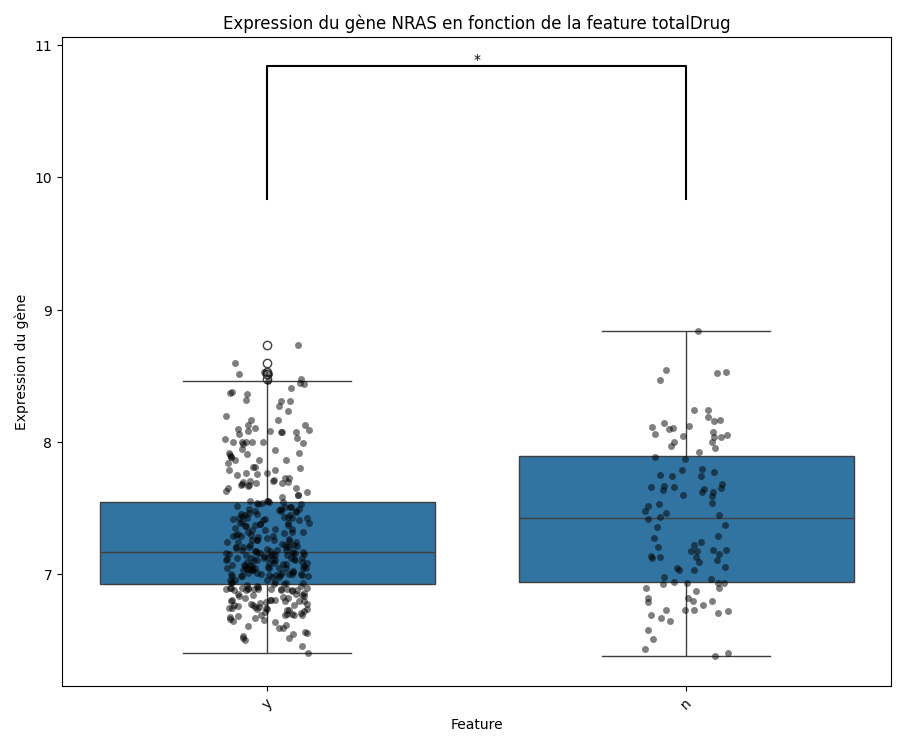 Expression du gène NRAS en fonction de la feature totalDrug
11
*
10
9
8
7
Expression du gène
y
n
Feature